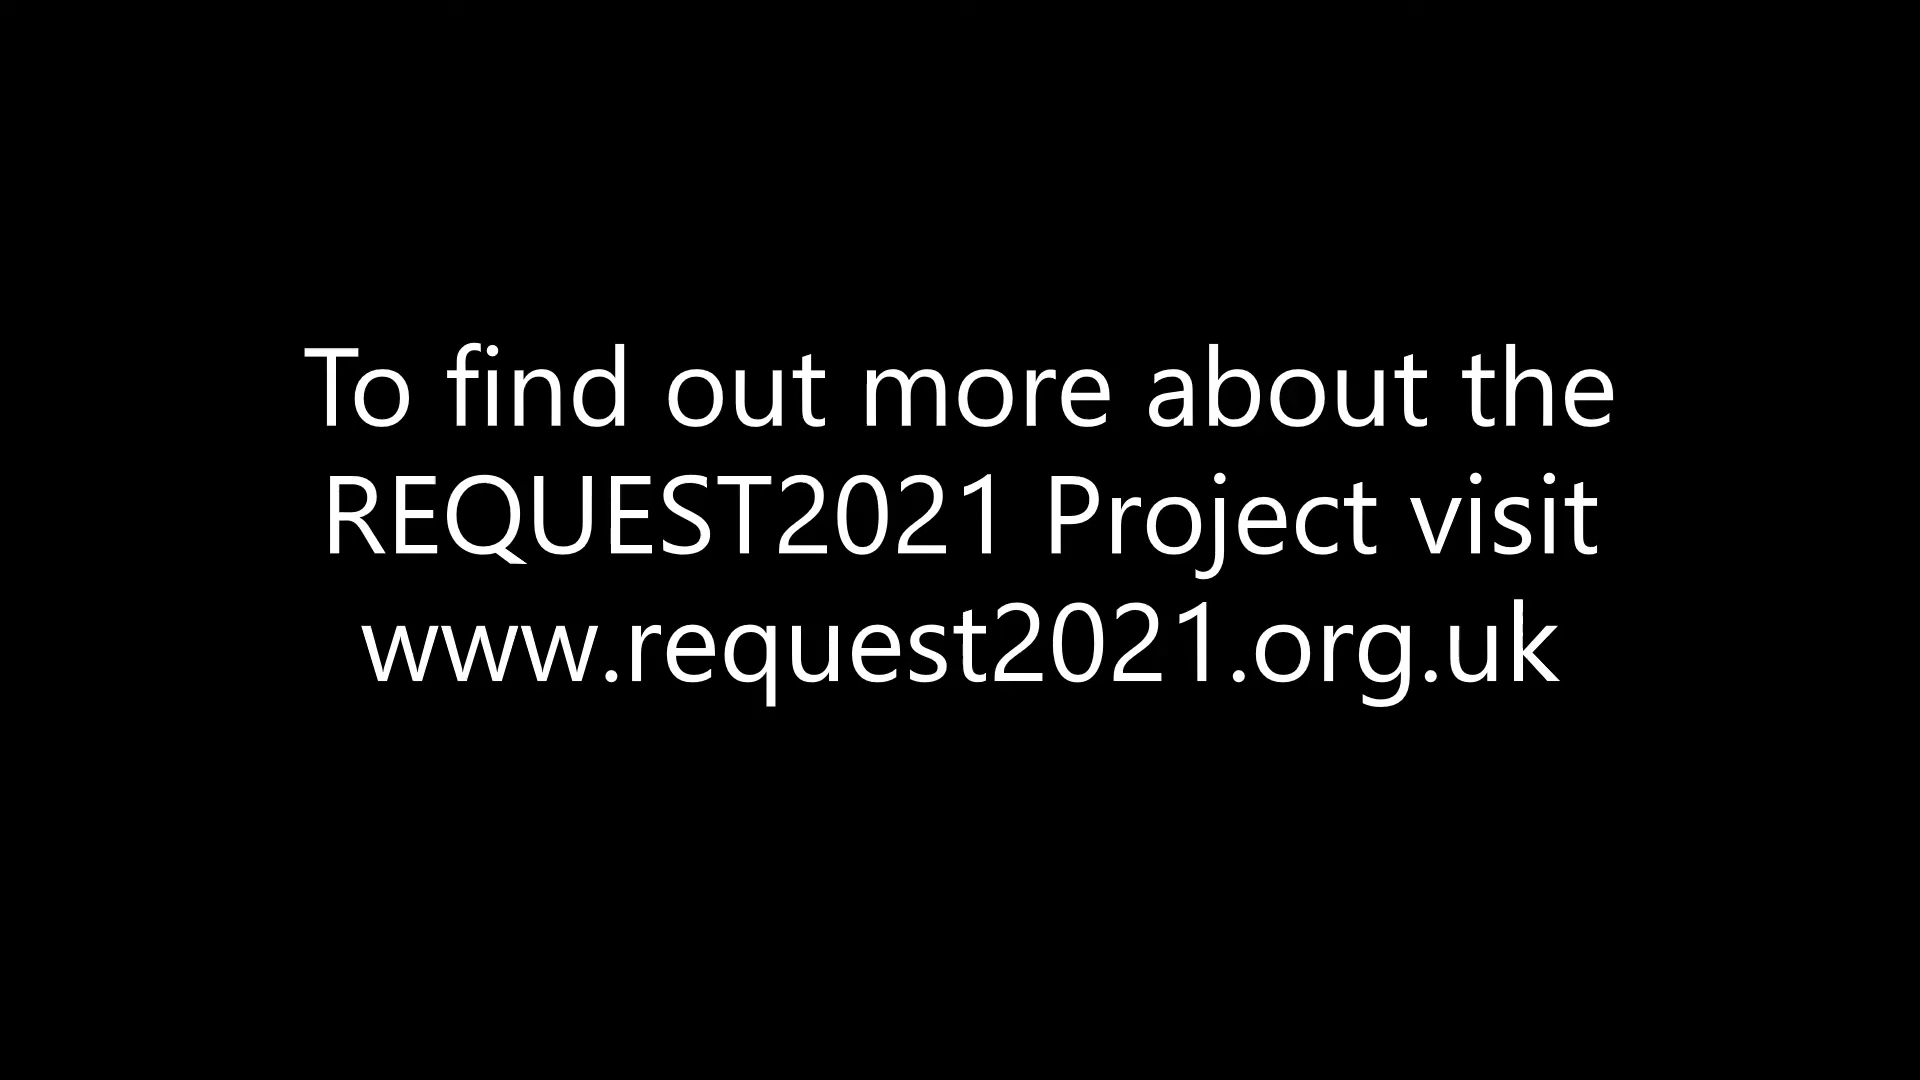 To find out more about the
REQUEST2021 Project visit
www.request2021.org.uk